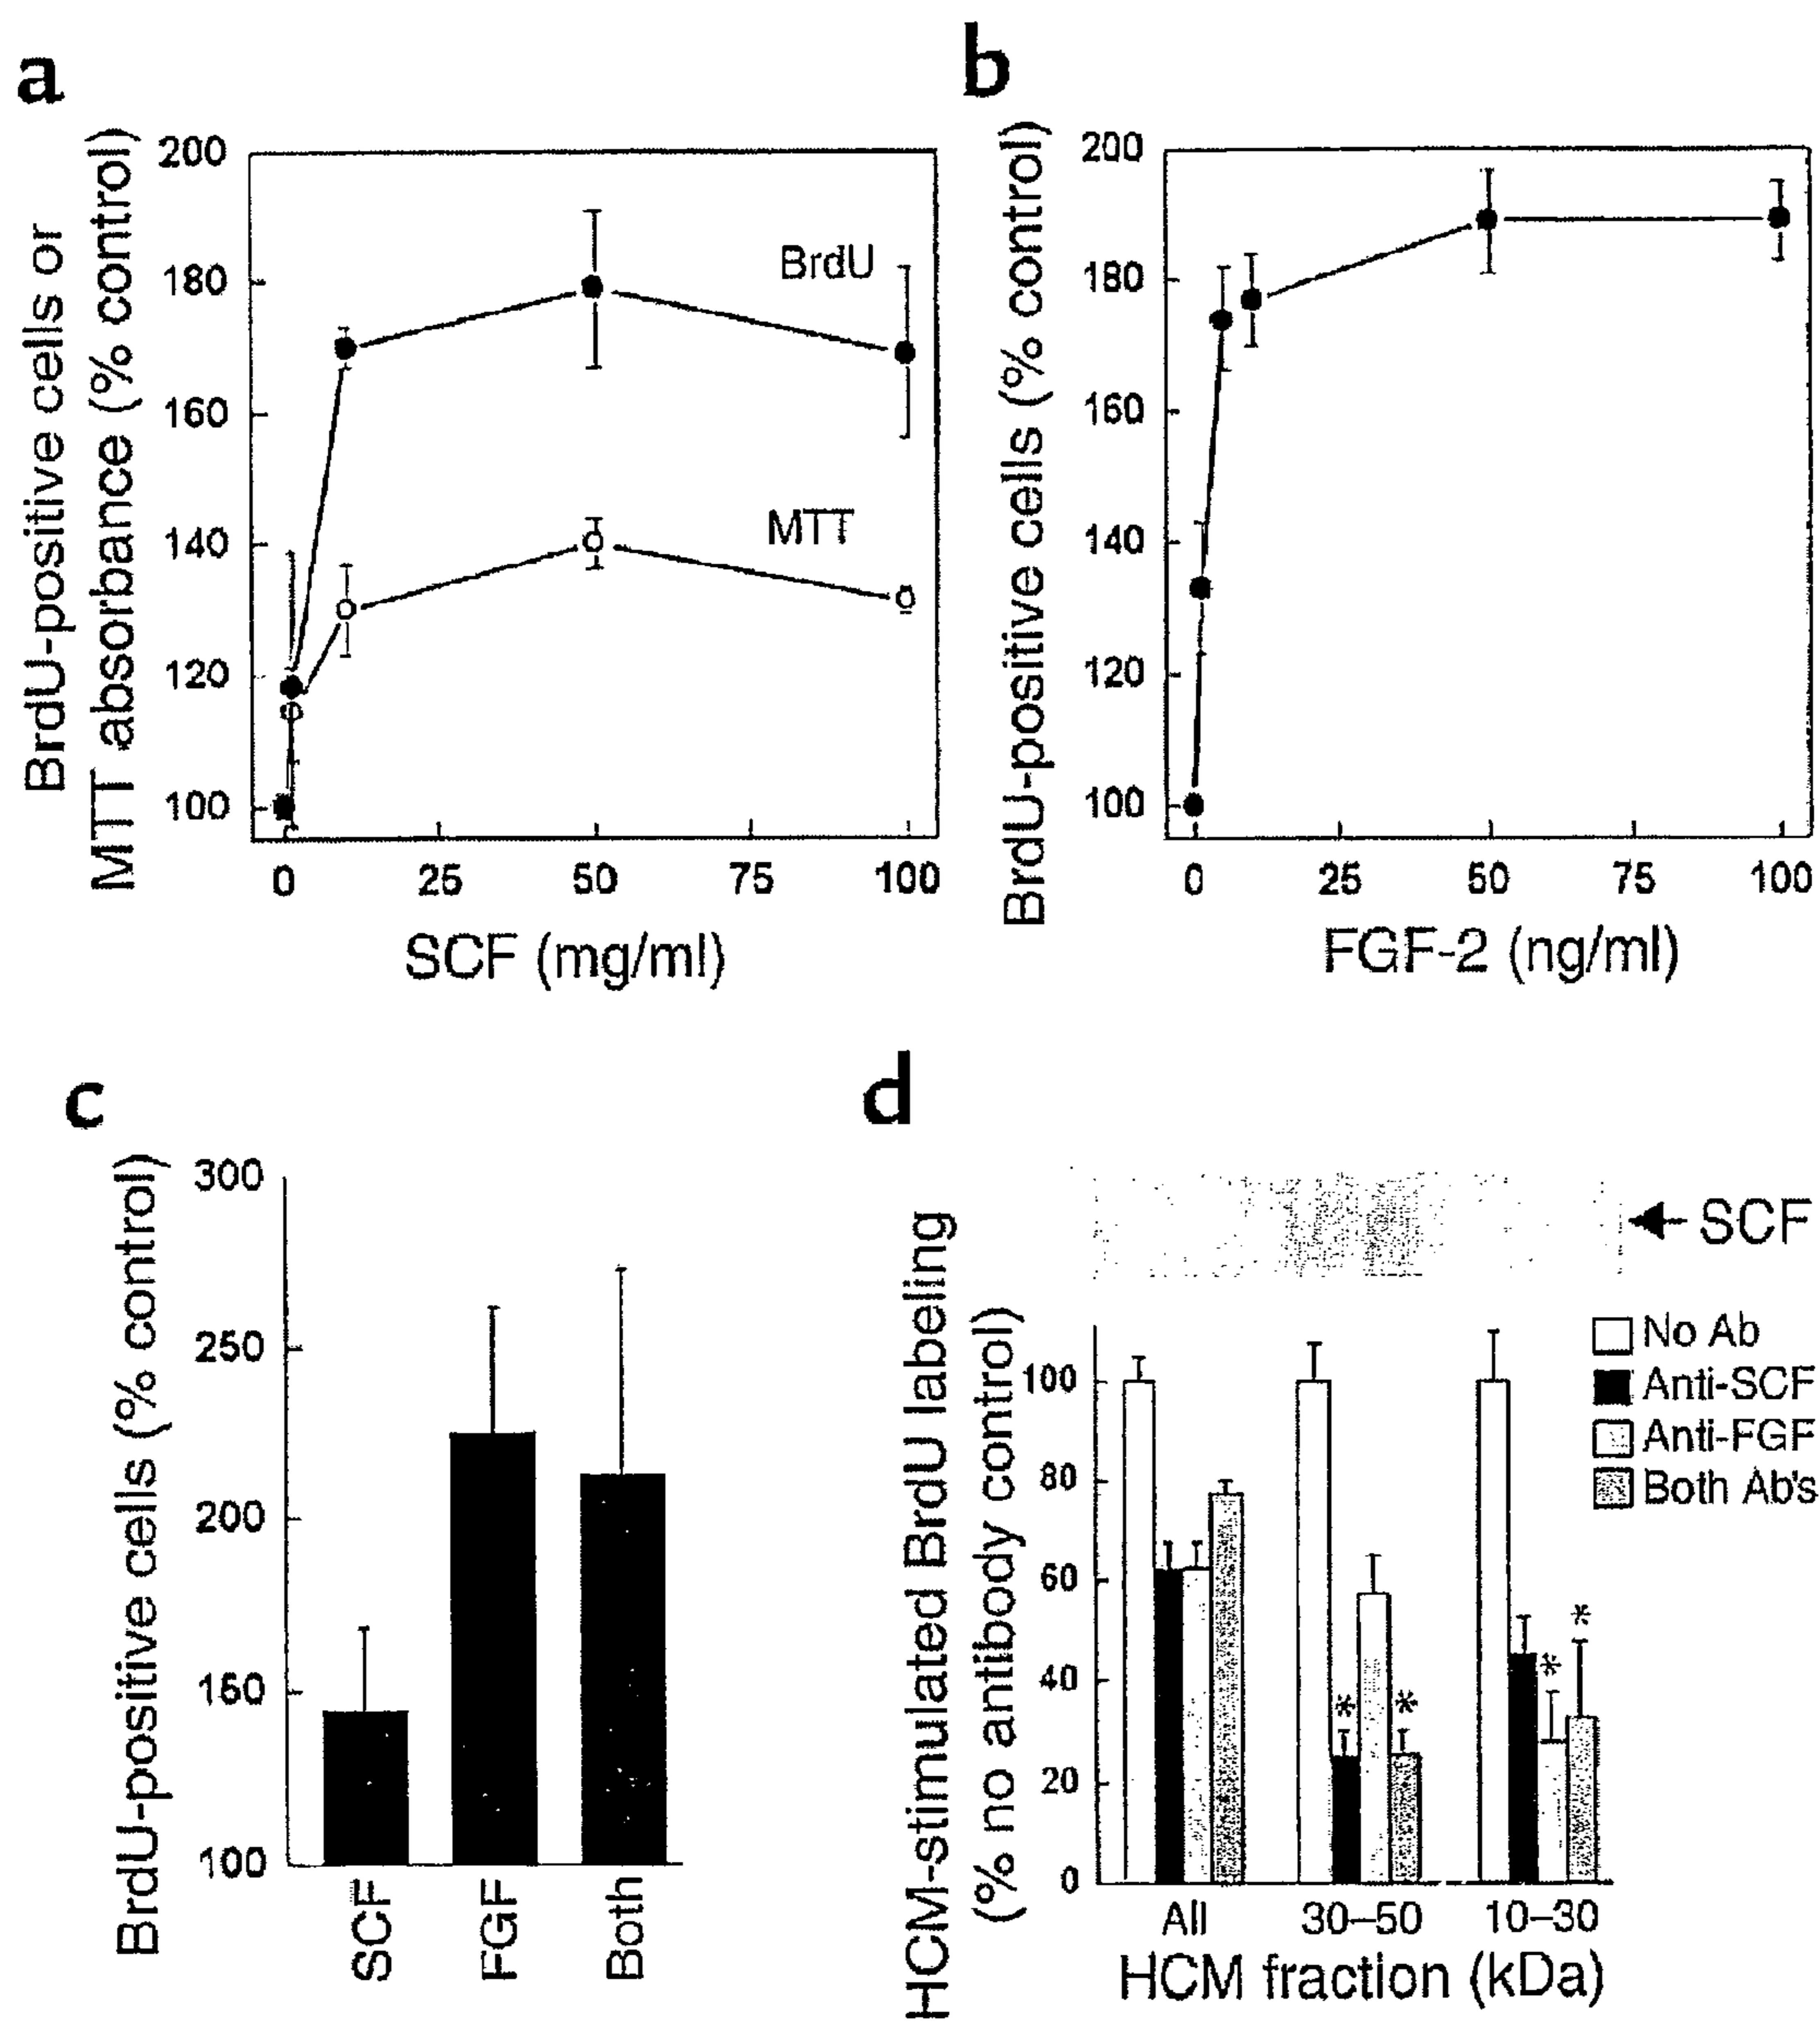 a
BrdU-positive cells or
MTT absorbance (% control)
200
180
160
140
120
100
BrdU
MTT
0 25 50 75 100
SCF (mg/ml)
b
BrdU-positive cells (% control)
200
180
160
140
120
100
0 25 50 75 100
FGF-2 (ng/ml)
c
BrdU-positive cells (% control)
300
250
200
150
100
SCF
FGF
Both
d
HCM-stimulated BrdU labeling
(% no antibody control)
SCF
No Ab
Anti-SCF
Anti-FGF
Both Ab's
100
80
60
40
20
0
* * * *
All 30–50 10–30
HCM fraction (kDa)